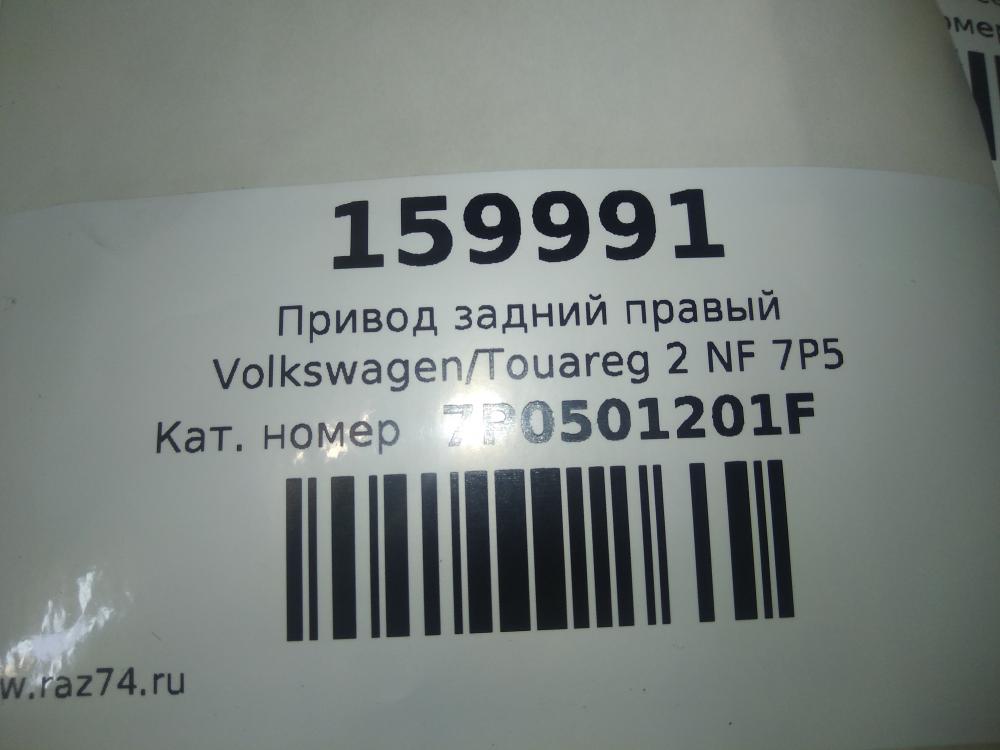 159991
Привод задний правый
Volkswagen/Touareg 2 NF 7P5
Кат. номер 7P0501201F
w.raz74.ru